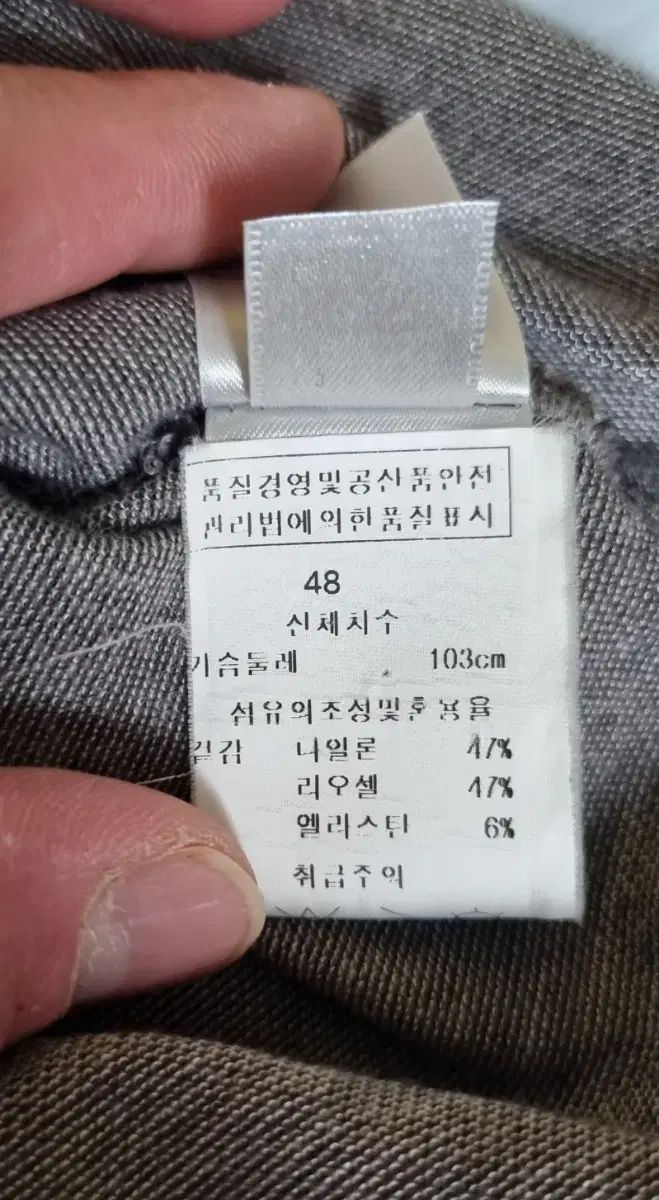 품질경영및공산품안전
관리법에의한품질표시
48
신체치수
가슴둘레 103cm
섬유의조성및혼용율
겉감 나일론 47%
리오셀 47%
엘라스탄 6%
취급주의